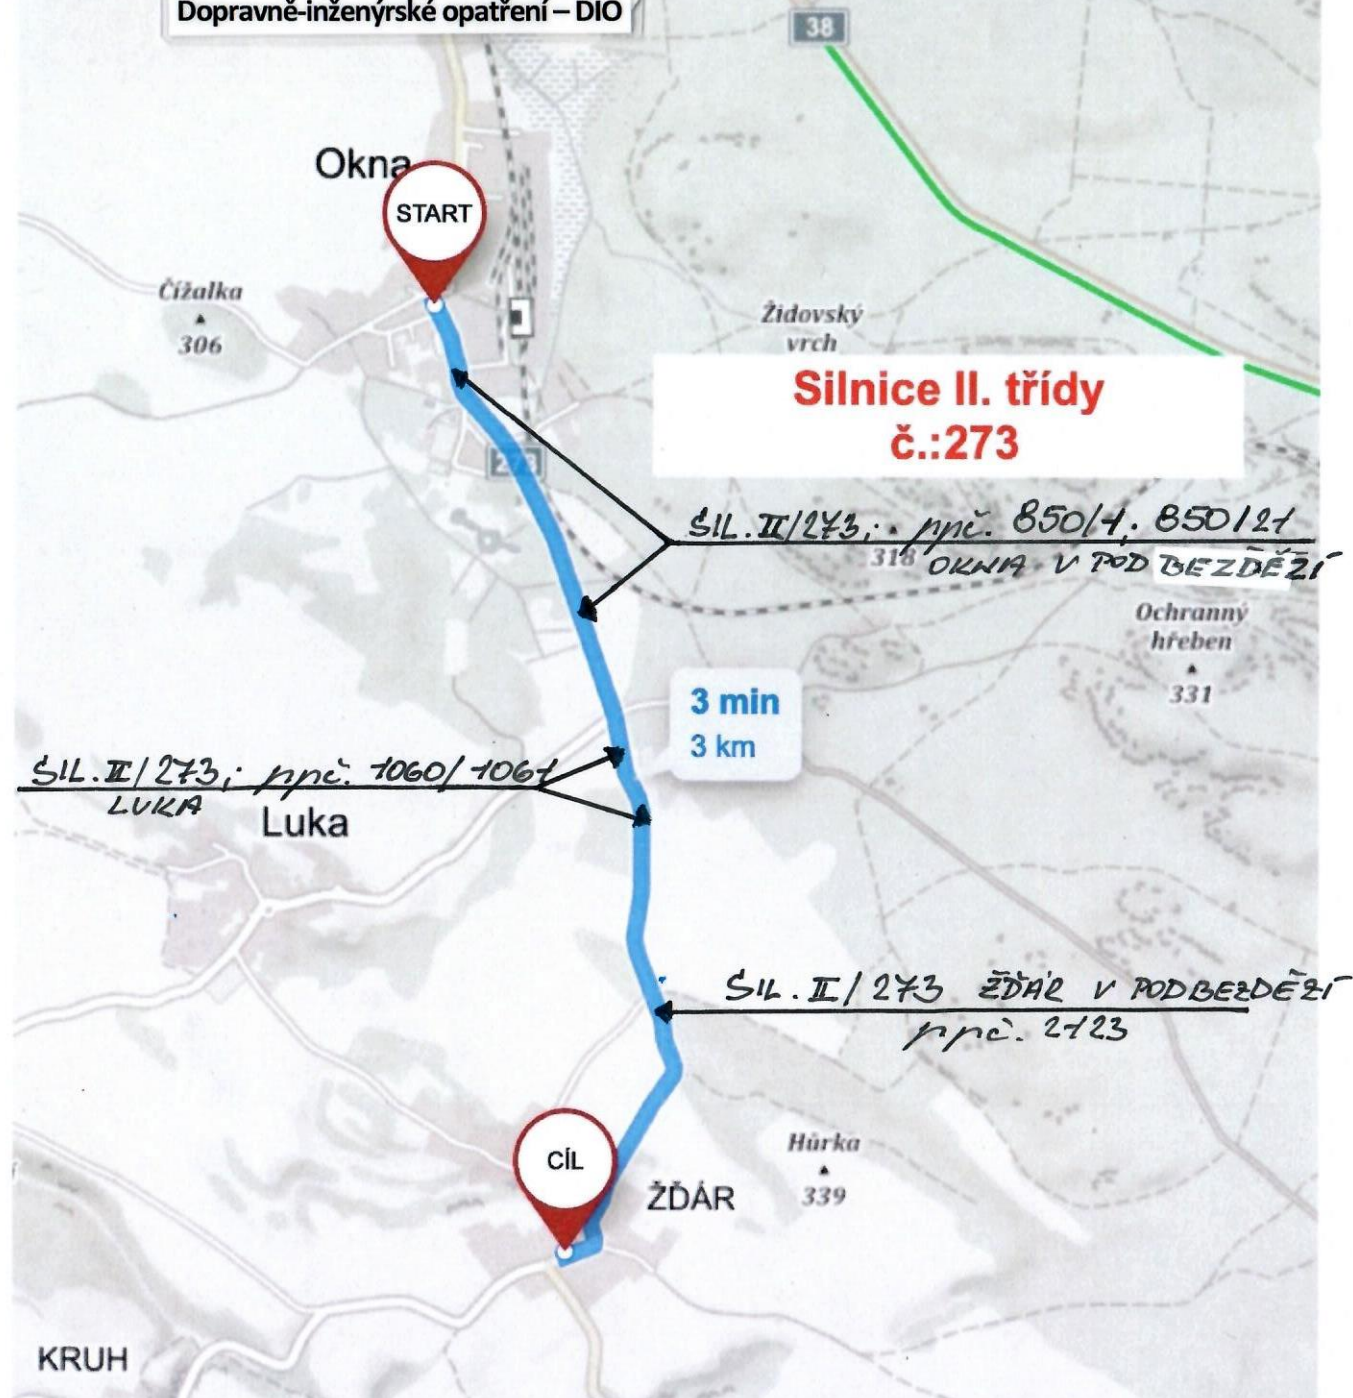 Dopravně-inženýrské opatření – DIO
38
Okna
START
Čížalka
306
Židovský
vrch
Silnice II. třídy
č.:273
273
SIL. II/273; ppč. 850/1; 850/21
318
OKNA V PODBEZDĚZÍ
Ochranný
hřeben
331
3 min
3 km
SIL. II/273; ppč. 1060/1061
LUKA
Luka
SIL. II/273 ŽĎÁR V PODBEZDĚZÍ
ppč. 2123
CÍL
Hůrka
339
ŽĎÁR
KRUH